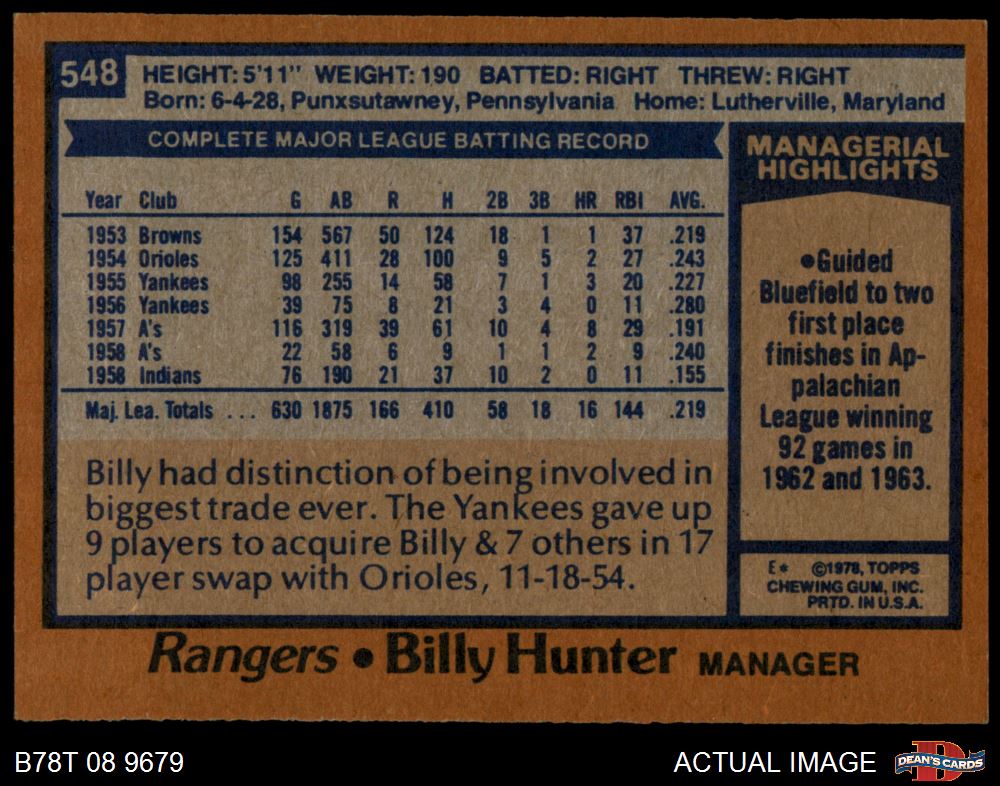 548
HEIGHT: 5'11" WEIGHT: 190 BATTED: RIGHT THREW: RIGHT
Born: 6-4-28, Punxsutawney, Pennsylvania Home: Lutherville, Maryland
COMPLETE MAJOR LEAGUE BATTING RECORD
Year Club G AB R H 2B 3B HR RBI AVG.
1953 Browns 154 567 50 124 18 1 1 37 .219
1954 Orioles 125 411 28 100 9 5 2 27 .243
1955 Yankees 98 255 14 58 7 1 3 20 .227
1956 Yankees 39 75 8 21 3 4 0 11 .280
1957 A's 116 319 39 61 10 4 8 29 .191
1958 A's 22 58 6 9 1 1 2 9 .240
1958 Indians 76 190 21 37 10 2 0 11 .155
Maj. Lea. Totals ... 630 1875 166 410 58 18 16 144 .219
Billy had distinction of being involved in
biggest trade ever. The Yankees gave up
9 players to acquire Billy & 7 others in 17
player swap with Orioles, 11-18-54.
MANAGERIAL
HIGHLIGHTS
●Guided
Bluefield to two
first place
finishes in Ap-
palachian
League winning
92 games in
1962 and 1963.
E* ©1978, TOPPS
CHEWING GUM, INC.
PRTD. IN U.S.A.
Rangers ● Billy Hunter MANAGER
B78T 08 9679
ACTUAL IMAGE
D
DEAN'S CARDS